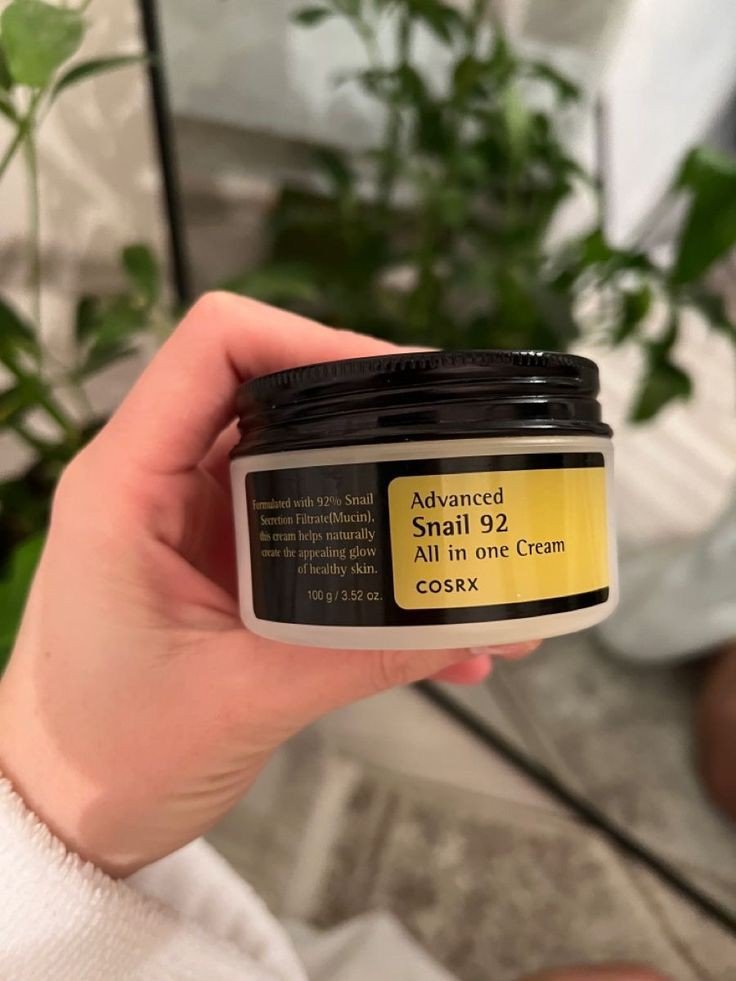 Formulated with 92% Snail
Secretion Filtrate(Mucin),
this cream helps naturally
create the appealing glow
of healthy skin.
100 g / 3.52 oz.
Advanced
Snail 92
All in one Cream
COSRX